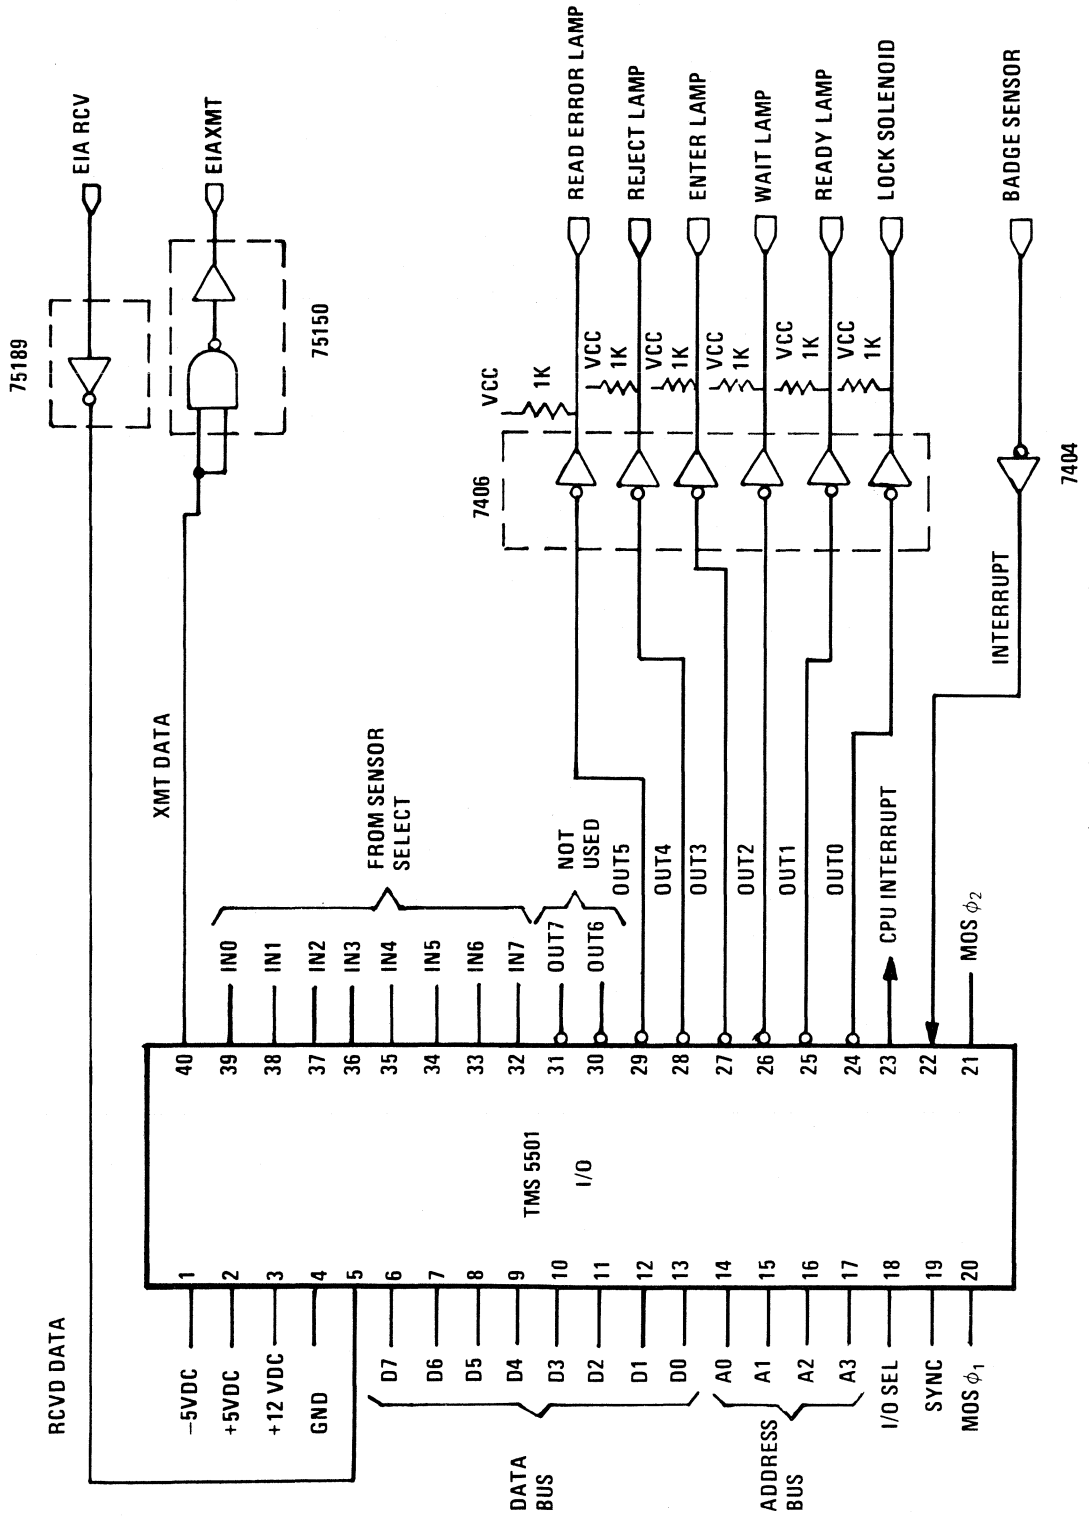 RCVD DATA
-5VDC
+5VDC
+12 VDC
GND
D7
D6
D5
D4
D3
D2
D1
D0
DATA
BUS
A0
A1
A2
A3
ADDRESS
BUS
I/O SEL
SYNC
MOS ϕ1
1
2
3
4
5
6
7
8
9
10
11
12
13
14
15
16
17
18
19
20
TMS 5501
I/O
40
39
38
37
36
35
34
33
32
31
30
29
28
27
26
25
24
23
22
21
XMT DATA
IN0
IN1
IN2
IN3
IN4
IN5
IN6
IN7
FROM SENSOR
SELECT
OUT7
OUT6
NOT
USED
OUT5
OUT4
OUT3
OUT2
OUT1
OUT0
CPU INTERRUPT
MOS ϕ2
INTERRUPT
75189
75150
7406
7404
VCC
1K
VCC
1K
VCC
1K
VCC
1K
VCC
1K
VCC
1K
EIA RCV
EIAXMT
READ ERROR LAMP
REJECT LAMP
ENTER LAMP
WAIT LAMP
READY LAMP
LOCK SOLENOID
BADGE SENSOR